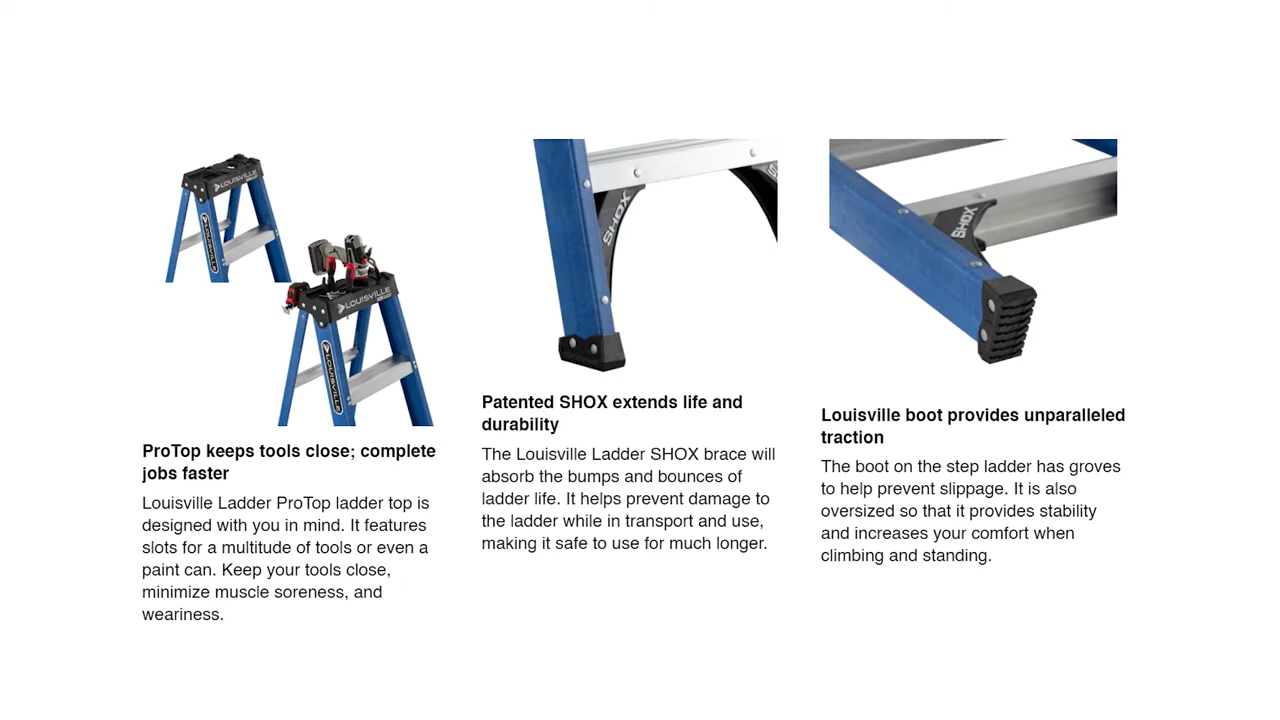 LOUISVILLE
LOUISVILLE
LOUISVILLE
LOUISVILLE
ProTop keeps tools close; complete
jobs faster
Louisville Ladder ProTop ladder top is
designed with you in mind. It features
slots for a multitude of tools or even a
paint can. Keep your tools close,
minimize muscle soreness, and
weariness.
SHOX
Patented SHOX extends life and
durability
The Louisville Ladder SHOX brace will
absorb the bumps and bounces of
ladder life. It helps prevent damage to
the ladder while in transport and use,
making it safe to use for much longer.
SHOX
Louisville boot provides unparalleled
traction
The boot on the step ladder has groves
to help prevent slippage. It is also
oversized so that it provides stability
and increases your comfort when
climbing and standing.